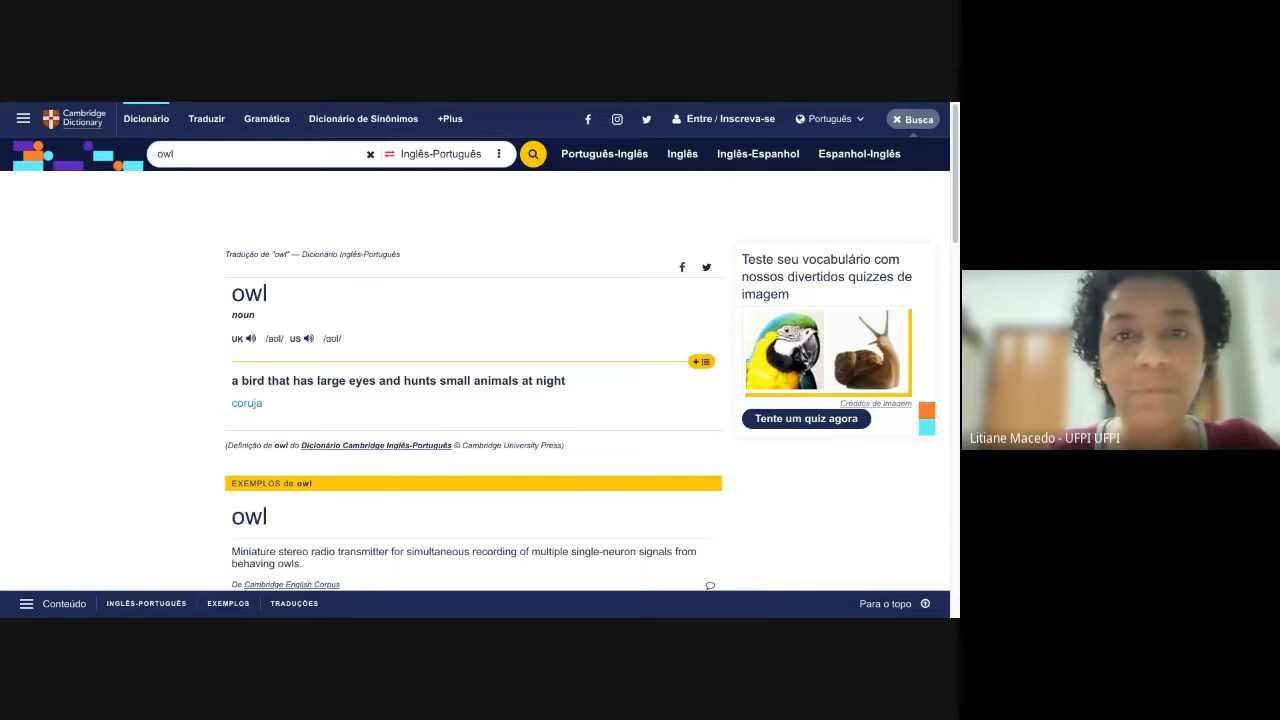 Cambridge Dictionary
Dicionário Traduzir Gramática Dicionário de Sinônimos +Plus
Entre / Inscreva-se Português Busca
owl Inglês-Português Português-Inglês Inglês Inglês-Espanhol Espanhol-Inglês
Tradução de "owl" — Dicionário Inglês-Português
owl
noun
UK /aʊl/ US /aʊl/
a bird that has large eyes and hunts small animals at night
coruja
(Definição de owl do Dicionário Cambridge Inglês-Português © Cambridge University Press)
EXEMPLOS de owl
owl
Miniature stereo radio transmitter for simultaneous recording of multiple single-neuron signals from
behaving owls.
De Cambridge English Corpus
Teste seu vocabulário com
nossos divertidos quizzes de
imagem
Créditos de imagem
Tente um quiz agora
Conteúdo INGLÊS-PORTUGUÊS EXEMPLOS TRADUÇÕES Para o topo
Litiane Macedo - UFPI UFPI